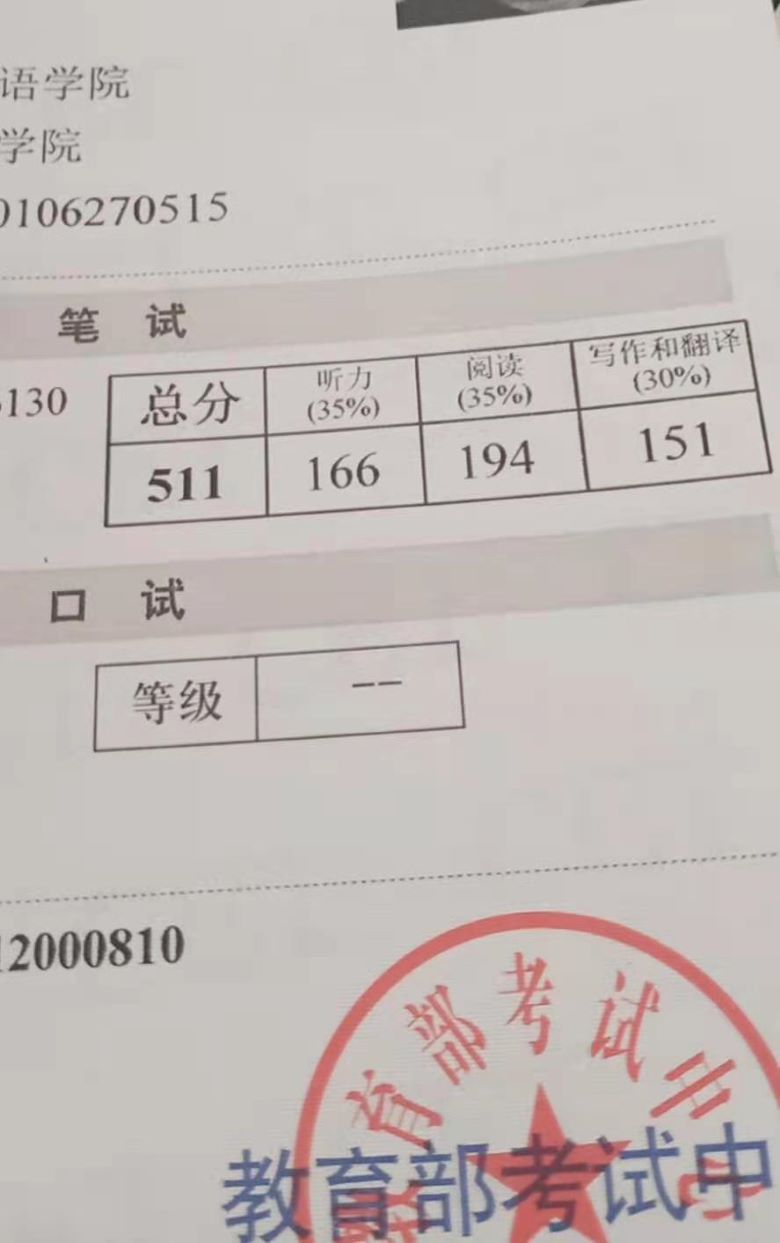 语学院
学院
0106270515
笔 试
130
总分 听力 阅读 写作和翻译
(35%) (35%) (30%)
511 166 194 151
口 试
等级 --
12000810
教育部考试中心
教育部考试中